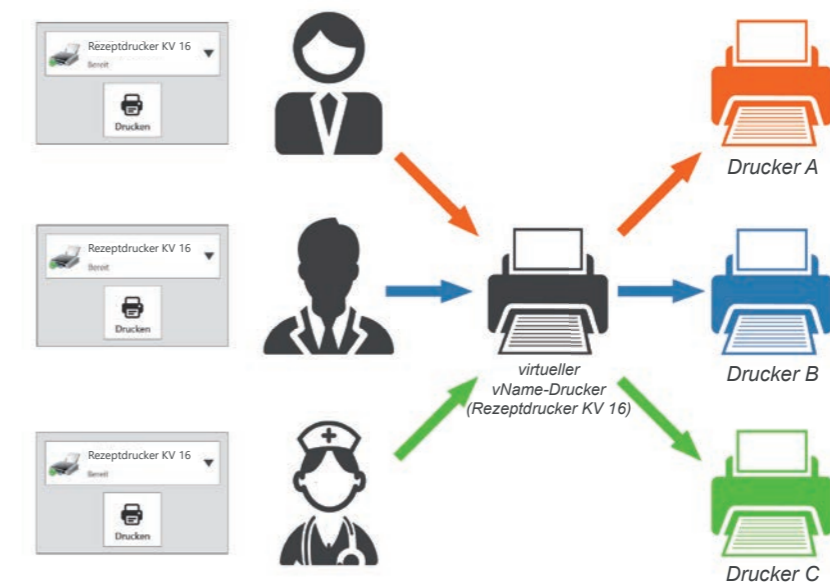 Rezeptdrucker KV 16
Bereit
Drucken
Drucker A
Rezeptdrucker KV 16
Bereit
Drucken
virtueller
vName-Drucker
(Rezeptdrucker KV 16)
Drucker B
Rezeptdrucker KV 16
Bereit
Drucken
Drucker C